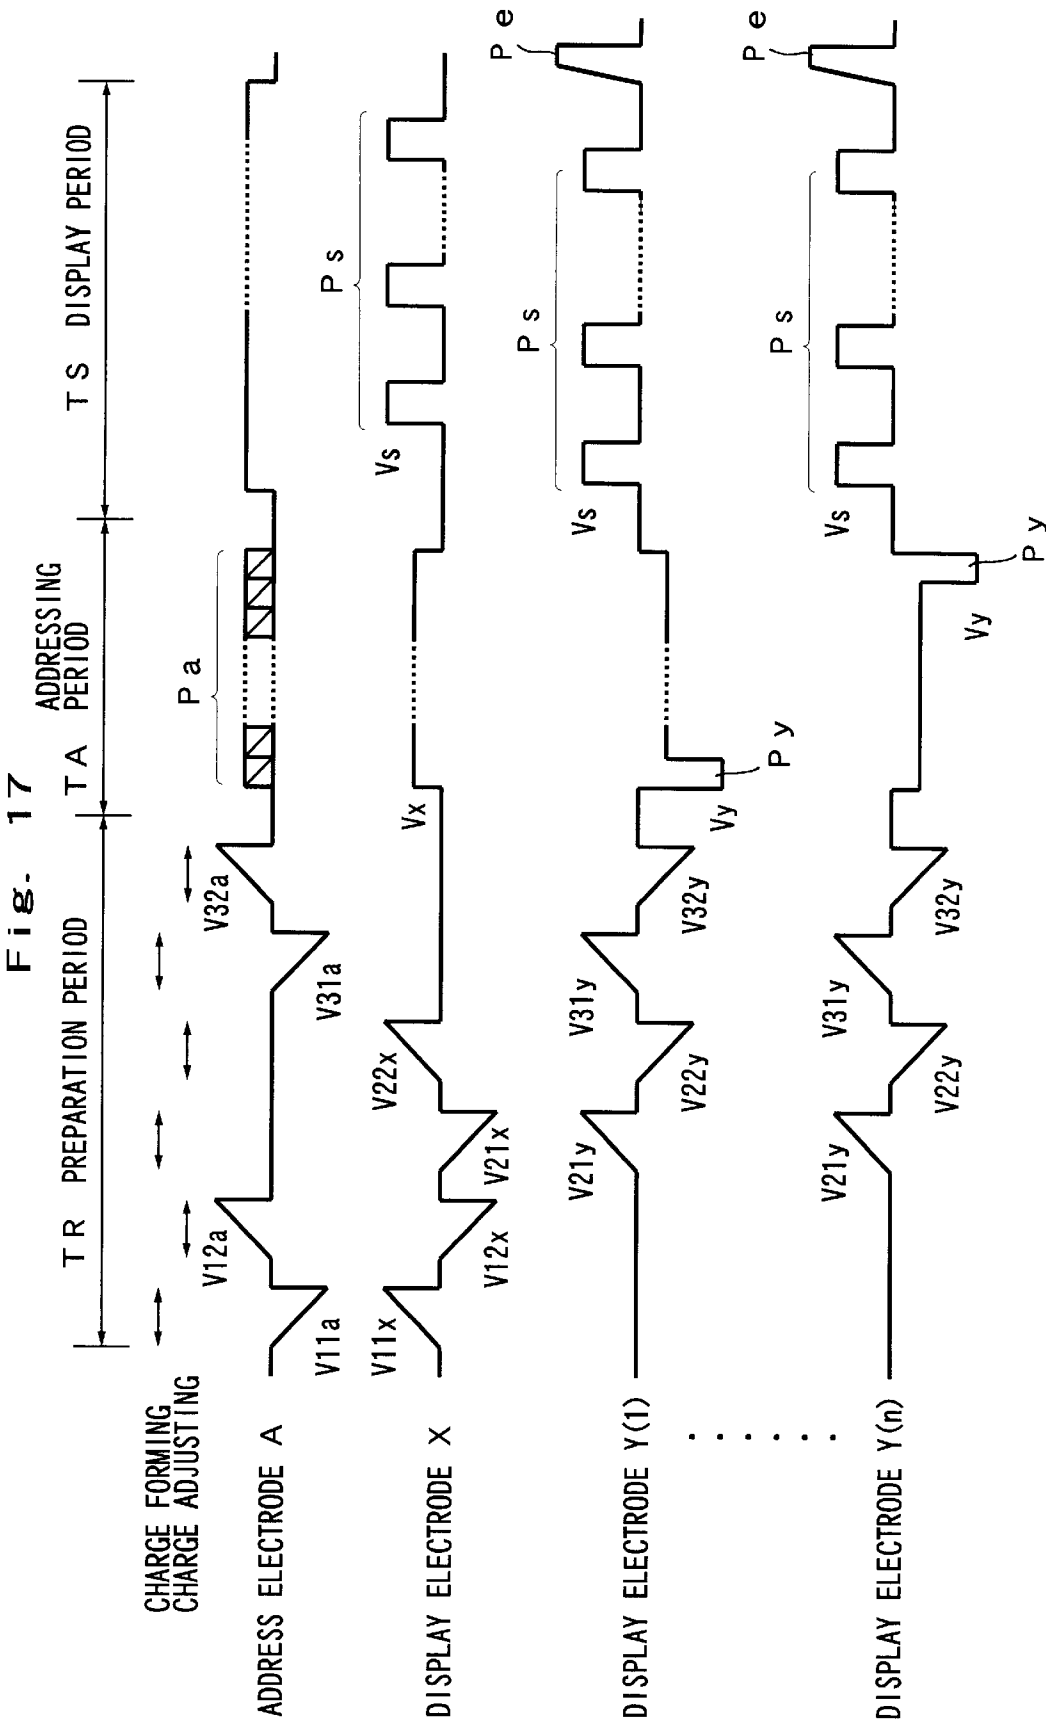 Fig. 17
TR PREPARATION PERIOD
TA ADDRESSING PERIOD
TS DISPLAY PERIOD
CHARGE FORMING
CHARGE ADJUSTING
ADDRESS ELECTRODE A
V11a
V12a
V31a
V32a
Pa
DISPLAY ELECTRODE X
V11x
V12x
V21x
V22x
Vx
Vs
Ps
DISPLAY ELECTRODE Y(1)
V21y
V22y
V31y
V32y
Vy
Py
Vs
Ps
Pe
. . . . . .
DISPLAY ELECTRODE Y(n)
V21y
V22y
V31y
V32y
Vy
Py
Vs
Ps
Pe